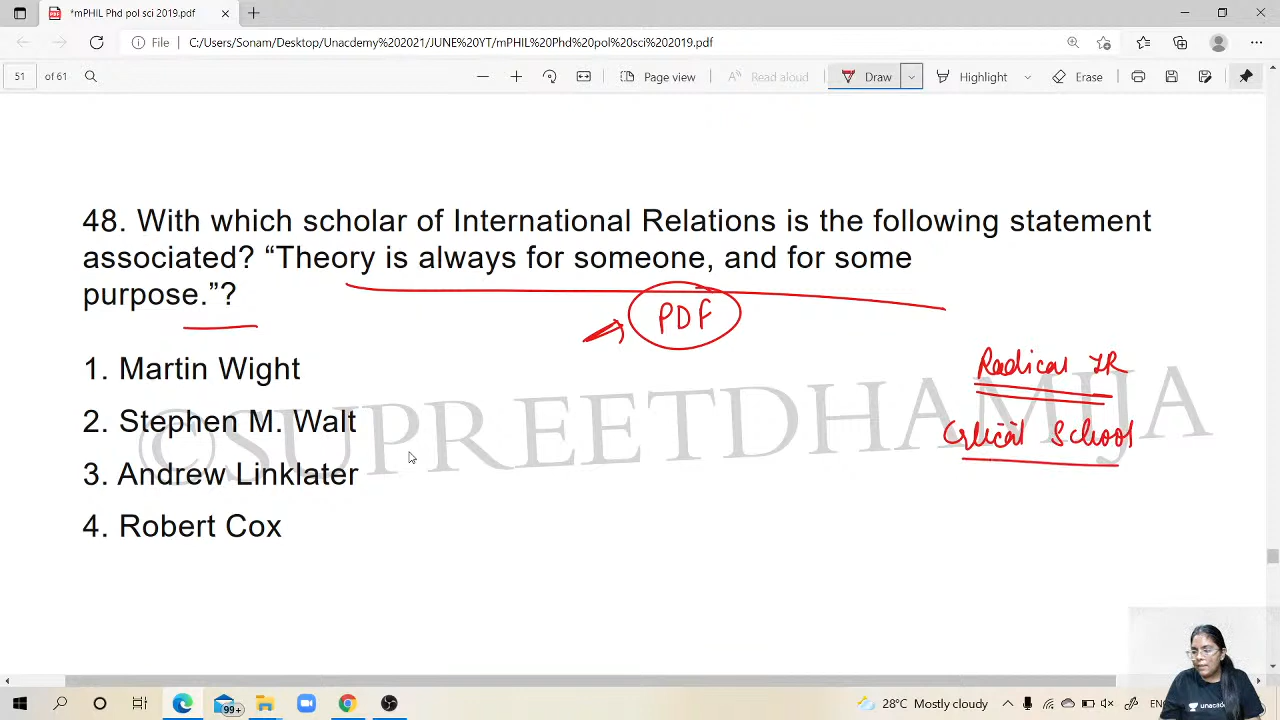 *mPHIL Phd pol sci 2019.pdf
File
C:/Users/Sonam/Desktop/Unacdemy%202021/JUNE%20YT/mPHIL%20Phd%20pol%20sci%202019.pdf
51 of 61
Page view
Read aloud
Draw
Highlight
Erase
48. With which scholar of International Relations is the following statement
associated? “Theory is always for someone, and for some
purpose.”?
PDF
1. Martin Wight
Radical IR
2. Stephen M. Walt
Critical School
3. Andrew Linklater
4. Robert Cox
©SUPREETDHAMIJA
unacademy
99+
28°C Mostly cloudy